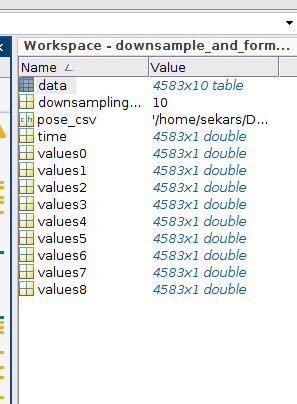 Workspace - downsample_and_form...
Name Value
data 4583x10 table
downsampling... 10
pose_csv '/home/sekars/D...
time 4583x1 double
values0 4583x1 double
values1 4583x1 double
values2 4583x1 double
values3 4583x1 double
values4 4583x1 double
values5 4583x1 double
values6 4583x1 double
values7 4583x1 double
values8 4583x1 double